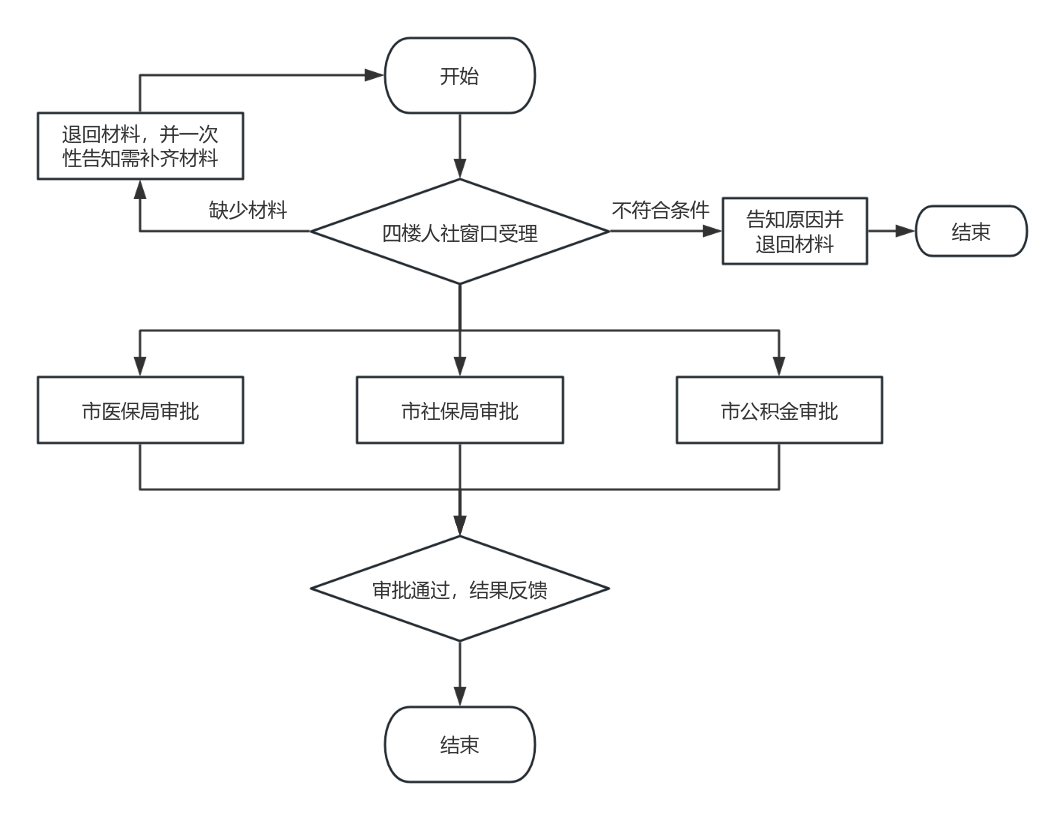 开始
退回材料，并一次
性告知需补齐材料
缺少材料
四楼人社窗口受理
不符合条件
告知原因并
退回材料
结束
市医保局审批
市社保局审批
市公积金审批
审批通过，结果反馈
结束